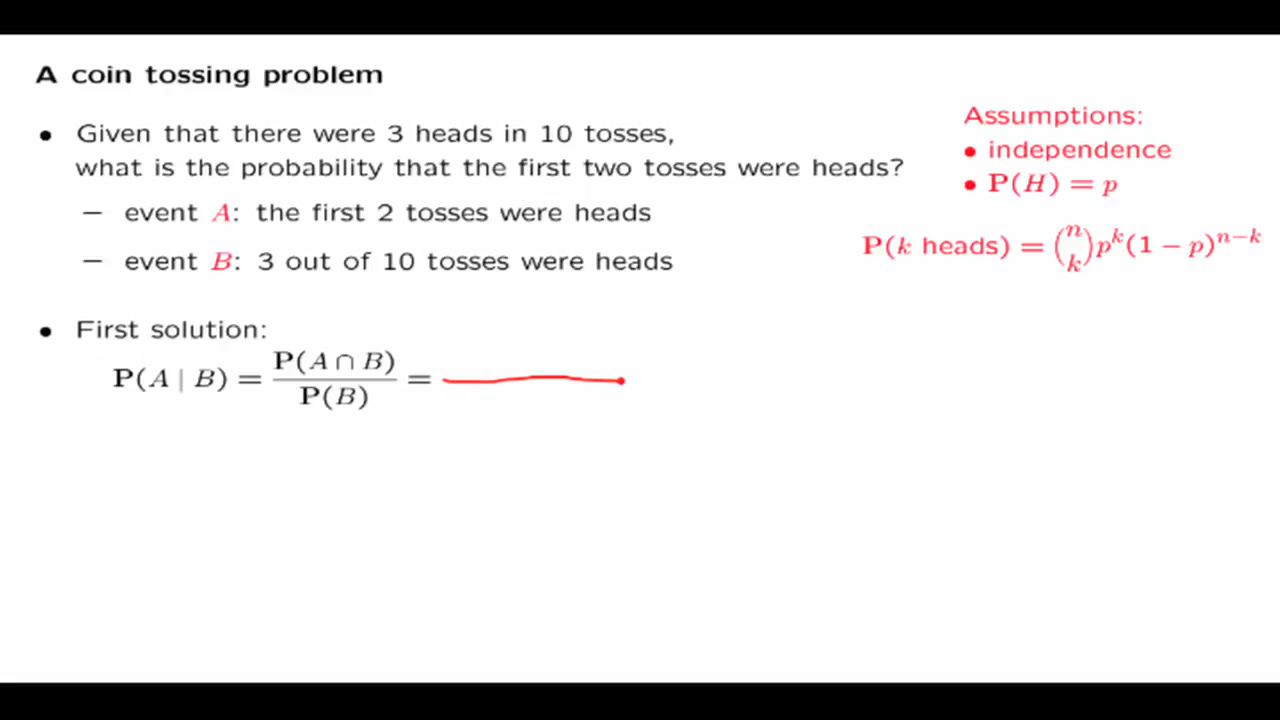 A coin tossing problem
• Given that there were 3 heads in 10 tosses,
what is the probability that the first two tosses were heads?
– event A: the first 2 tosses were heads
– event B: 3 out of 10 tosses were heads
Assumptions:
• independence
• P(H) = p
P(k heads) = (n k) p^k (1 − p)^{n−k}
• First solution:
P(A | B) = P(A ∩ B) / P(B) =